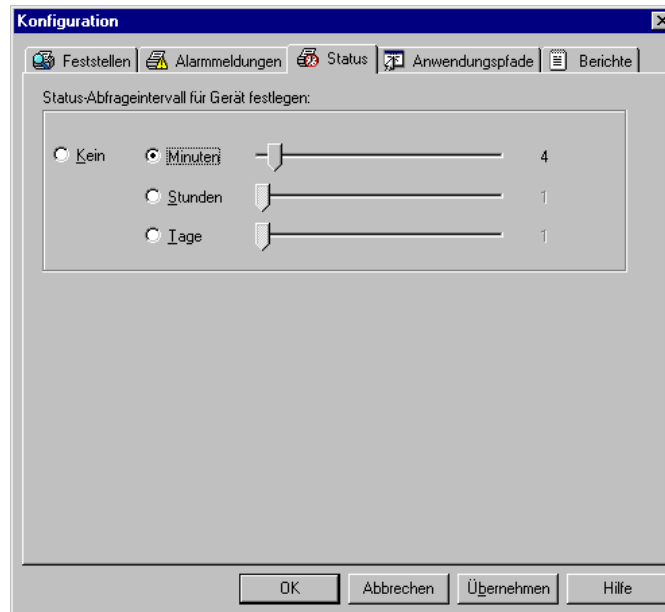 Konfiguration
Feststellen Alarmmeldungen Status Anwendungspfade Berichte
Status-Abfrageintervall für Gerät festlegen:
Kein Minuten 4
Stunden 1
Tage 1
OK Abbrechen Übernehmen Hilfe